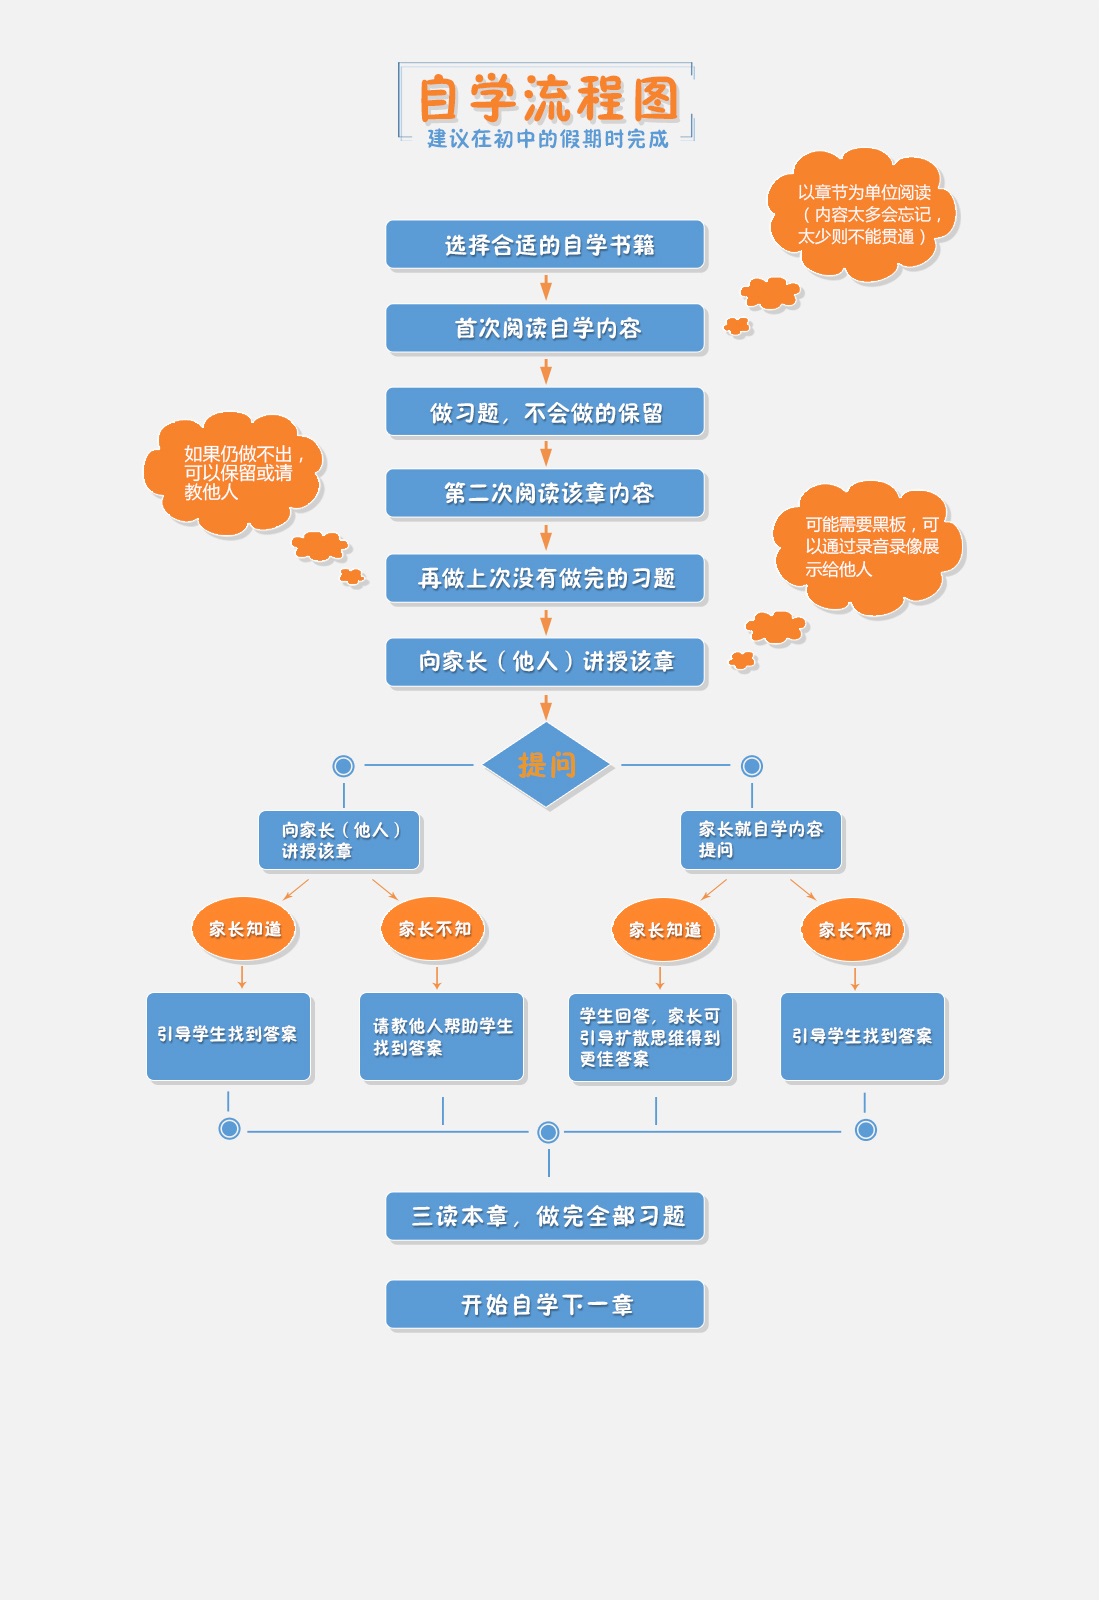 自学流程图
建议在初中的假期时完成
以章节为单位阅读
（内容太多会忘记，
太少则不能贯通）
选择合适的自学书籍
首次阅读自学内容
做习题，不会做的保留
如果仍做不出，
可以保留或请
教他人
第二次阅读该章内容
可能需要黑板，可
以通过录音录像展
示给他人
再做上次没有做完的习题
向家长（他人）讲授该章
提问
向家长（他人）
讲授该章
家长就自学内容
提问
家长知道
家长不知
家长知道
家长不知
引导学生找到答案
请教他人帮助学生
找到答案
学生回答，家长可
引导扩散思维得到
更佳答案
引导学生找到答案
三读本章，做完全部习题
开始自学下一章